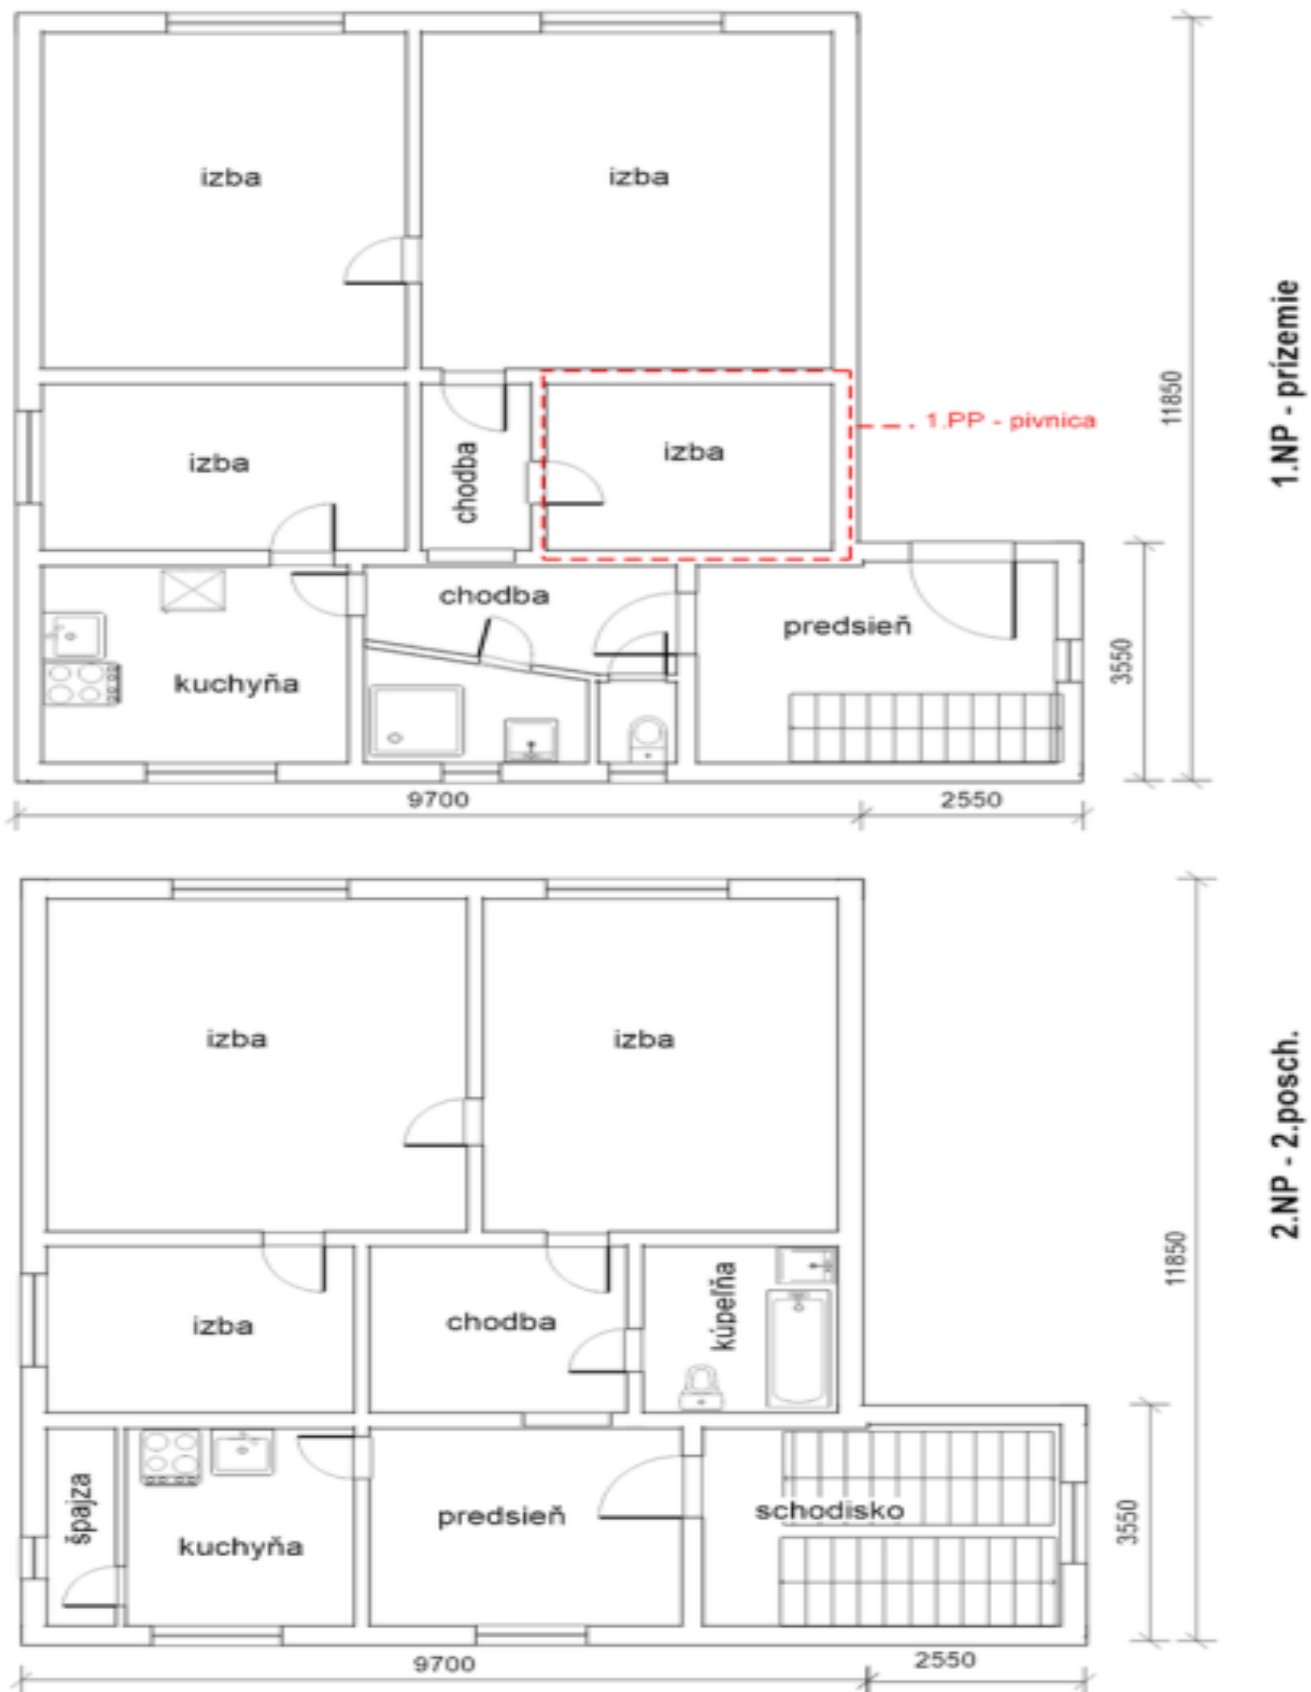 izba
izba
11850
1.NP - prízemie
1.PP - pivnica
izba
chodba
izba
chodba
predsieň
3550
kuchyňa
9700
2550
izba
izba
2.NP - 2.posch.
11850
izba
chodba
kúpeľňa
špajza
kuchyňa
predsieň
schodisko
3550
9700
2550